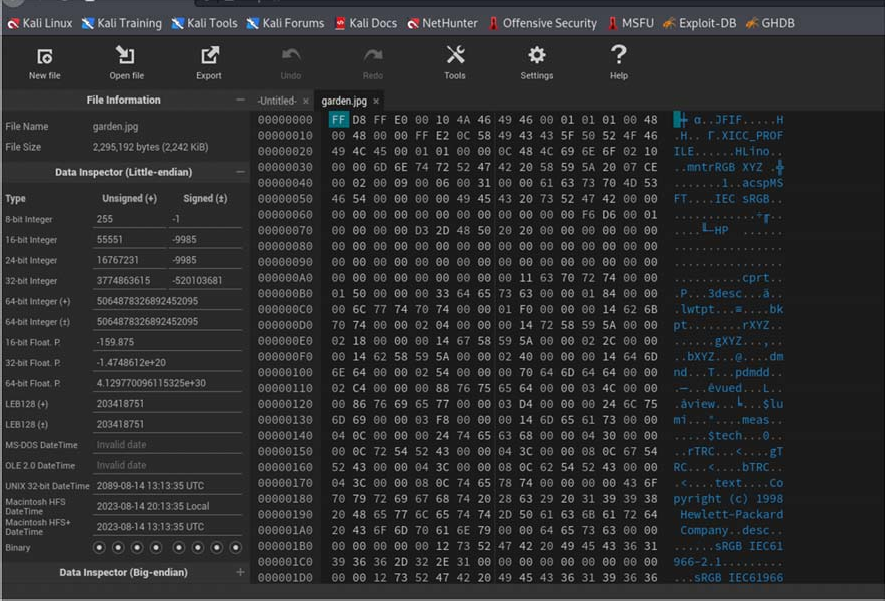 Kali Linux Kali Training Kali Tools Kali Forums Kali Docs NetHunter Offensive Security MSFU Exploit-DB GHDB
New file Open file Export Undo Redo Tools Settings Help
File Information
File Name garden.jpg
File Size 2,295,192 bytes (2,242 KiB)
Data Inspector (Little-endian)
Type Unsigned (+) Signed (±)
8-bit Integer 255 -1
16-bit Integer 55551 -9985
24-bit Integer 16767231 -9985
32-bit Integer 3774863615 -520103681
64-bit Integer (+) 5064878326892452095
64-bit Integer (±) 5064878326892452095
16-bit Float. P. -159.875
32-bit Float. P. -1.4748612e+20
64-bit Float. P. 4.129770096115325e+30
LEB128 (+) 203418751
LEB128 (±) 203418751
MS-DOS DateTime Invalid date
OLE 2.0 DateTime Invalid date
UNIX 32-bit DateTime 2089-08-14 13:13:35 UTC
Macintosh HFS DateTime 2023-08-14 20:13:35 Local
Macintosh HFS+ DateTime 2023-08-14 13:13:35 UTC
Binary
Data Inspector (Big-endian)
-Untitled- × garden.jpg ×
00000000 FF D8 FF E0 00 10 4A 46 49 46 00 01 01 01 00 48 α..JFIF.....H
00000010 00 48 00 00 FF E2 0C 58 49 43 43 5F 50 52 4F 46 .H.. Γ.XICC_PROF
00000020 49 4C 45 00 01 01 00 00 0C 48 4C 69 6E 6F 02 10 ILE......HLino..
00000030 00 00 6D 6E 74 72 52 47 42 20 58 59 5A 20 07 CE ..mntrRGB XYZ .╬
00000040 00 02 00 09 00 06 00 31 00 00 61 63 73 70 4D 53 .......1..acspMS
00000050 46 54 00 00 00 00 49 45 43 20 73 52 47 42 00 00 FT....IEC sRGB..
00000060 00 00 00 00 00 00 00 00 00 00 00 00 F6 D6 00 01 ............÷╓..
00000070 00 00 00 00 D3 2D 48 50 20 20 00 00 00 00 00 00 ....╙-HP  ......
00000080 00 00 00 00 00 00 00 00 00 00 00 00 00 00 00 00 ................
00000090 00 00 00 00 00 00 00 00 00 00 00 00 00 00 00 00 ................
000000A0 00 00 00 00 00 00 00 00 00 11 63 70 72 74 00 00 ..........cprt..
000000B0 01 50 00 00 00 33 64 65 73 63 00 00 01 84 00 00 .P...3desc...ä..
000000C0 00 6C 77 74 70 74 00 00 01 F0 00 00 00 14 62 6B .lwtpt...≡....bk
000000D0 70 74 00 00 02 04 00 00 00 14 72 58 59 5A 00 00 pt........rXYZ..
000000E0 02 18 00 00 00 14 67 58 59 5A 00 00 02 2C 00 00 ......gXYZ...,..
000000F0 00 14 62 58 59 5A 00 00 02 40 00 00 00 14 64 6D ..bXYZ...@....dm
00000100 6E 64 00 00 02 54 00 00 00 70 64 6D 64 64 00 00 nd...T...pdmdd..
00000110 02 C4 00 00 00 88 76 75 65 64 00 00 03 4C 00 00 .─...êvued...L..
00000120 00 86 76 69 65 77 00 00 03 D4 00 00 00 24 6C 75 .åview...╘...$lu
00000130 6D 69 00 00 03 F8 00 00 00 14 6D 65 61 73 00 00 mi...°....meas..
00000140 04 0C 00 00 00 24 74 65 63 68 00 00 04 30 00 00 .....$tech...0..
00000150 00 0C 72 54 52 43 00 00 04 3C 00 00 08 0C 67 54 ..rTRC...<....gT
00000160 52 43 00 00 04 3C 00 00 08 0C 62 54 52 43 00 00 RC...<....bTRC..
00000170 04 3C 00 00 08 0C 74 65 78 74 00 00 00 00 43 6F .<....text....Co
00000180 70 79 72 69 67 68 74 20 28 63 29 20 31 39 39 38 pyright (c) 1998
00000190 20 48 65 77 6C 65 74 74 2D 50 61 63 6B 61 72 64 Hewlett-Packard
000001A0 20 43 6F 6D 70 61 6E 79 00 00 64 65 73 63 00 00 Company..desc..
000001B0 00 00 00 00 00 12 73 52 47 42 20 49 45 43 36 31 ......sRGB IEC61
000001C0 39 36 36 2D 32 2E 31 00 00 00 00 00 00 00 00 00 966-2.1.........
000001D0 00 00 12 73 52 47 42 20 49 45 43 36 31 39 36 36 ...sRGB IEC61966